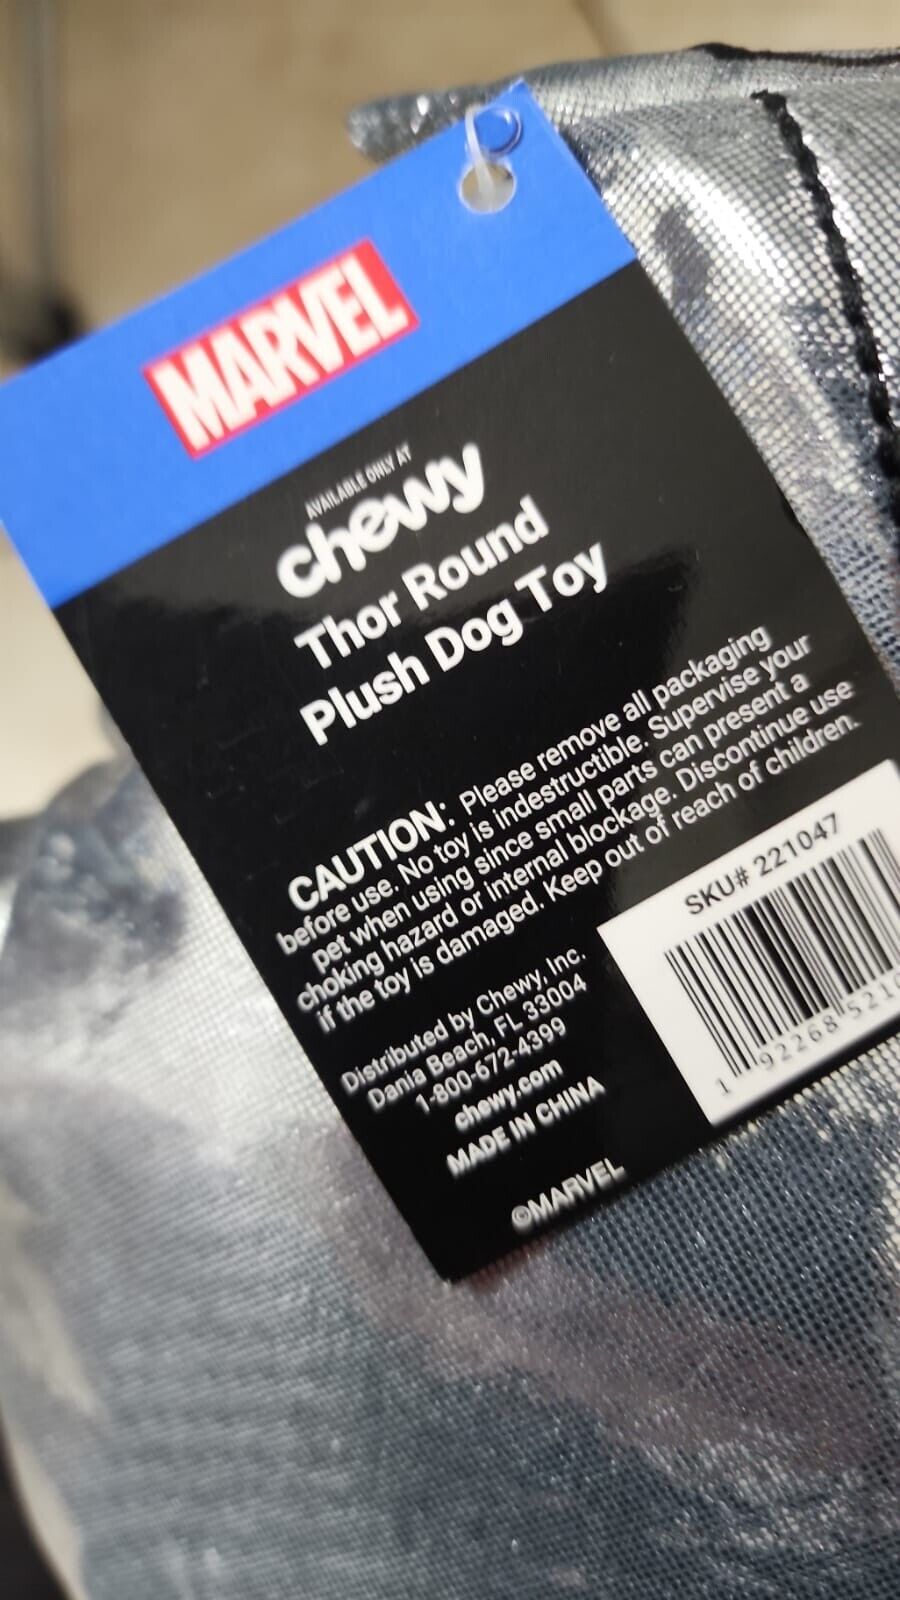 MARVEL
AVAILABLE ONLY AT
chewy
Thor Round
Plush Dog Toy
CAUTION: Please remove all packaging
before use. No toy is indestructible. Supervise your
pet when using since small parts can present a
choking hazard or internal blockage. Discontinue use
if the toy is damaged. Keep out of reach of children.
Distributed by Chewy, Inc.
Dania Beach, FL 33004
1-800-672-4399
chewy.com
MADE IN CHINA
©MARVEL
SKU# 221047
1 92268 5210